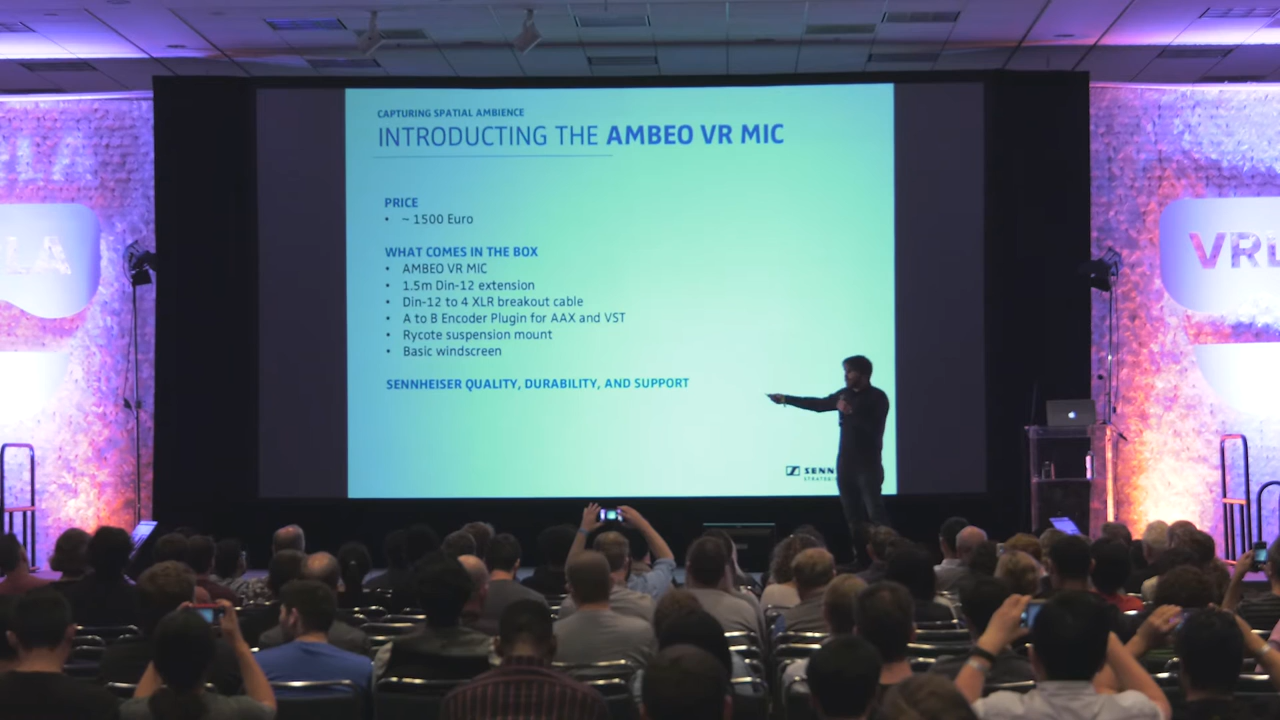 CAPTURING SPATIAL AMBIENCE
INTRODUCTING THE AMBEO VR MIC
PRICE
• ~ 1500 Euro
WHAT COMES IN THE BOX
• AMBEO VR MIC
• 1.5m Din-12 extension
• Din-12 to 4 XLR breakout cable
• A to B Encoder Plugin for AAX and VST
• Rycote suspension mount
• Basic windscreen
SENNHEISER QUALITY, DURABILITY, AND SUPPORT
SENN
LA
VRL